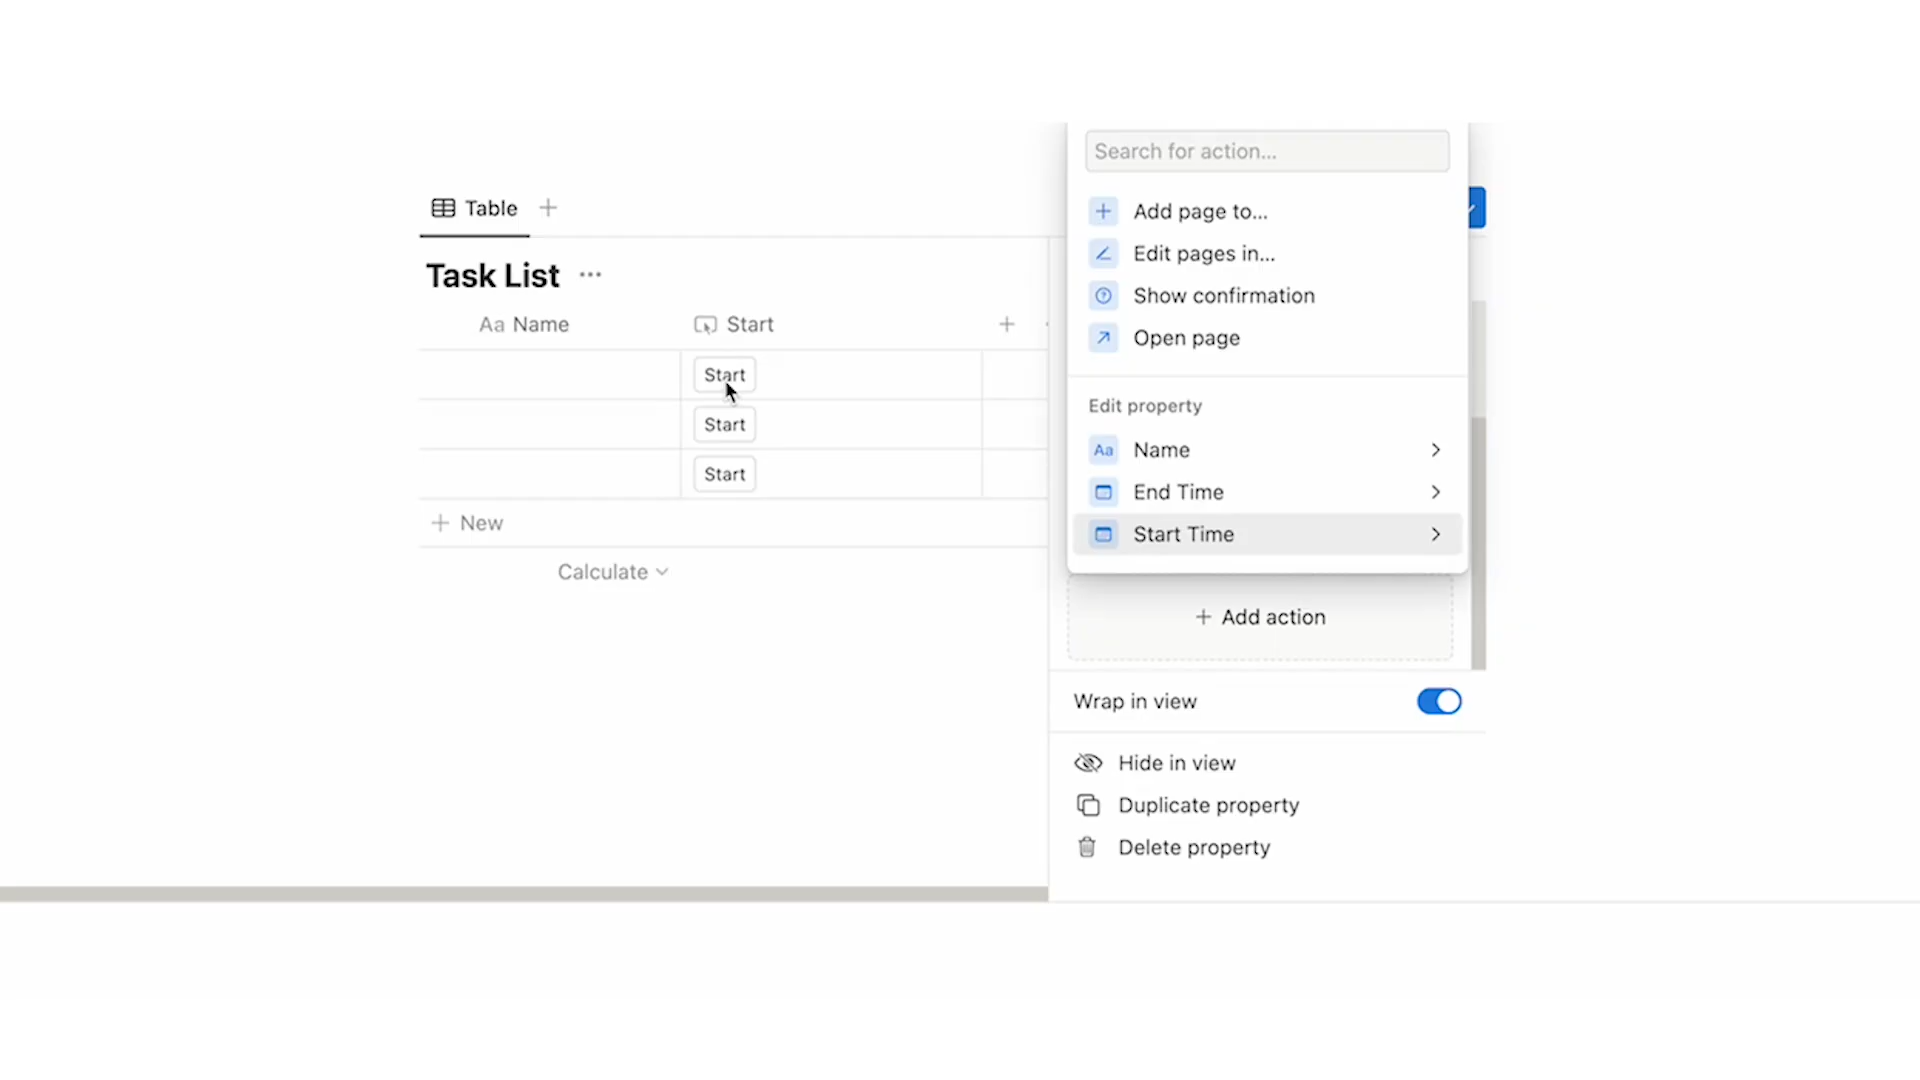 Table
Task List
Aa Name
Start
Start
Start
Start
New
Calculate
Search for action...
Add page to...
Edit pages in...
Show confirmation
Open page
Edit property
Aa Name
End Time
Start Time
Add action
Wrap in view
Hide in view
Duplicate property
Delete property